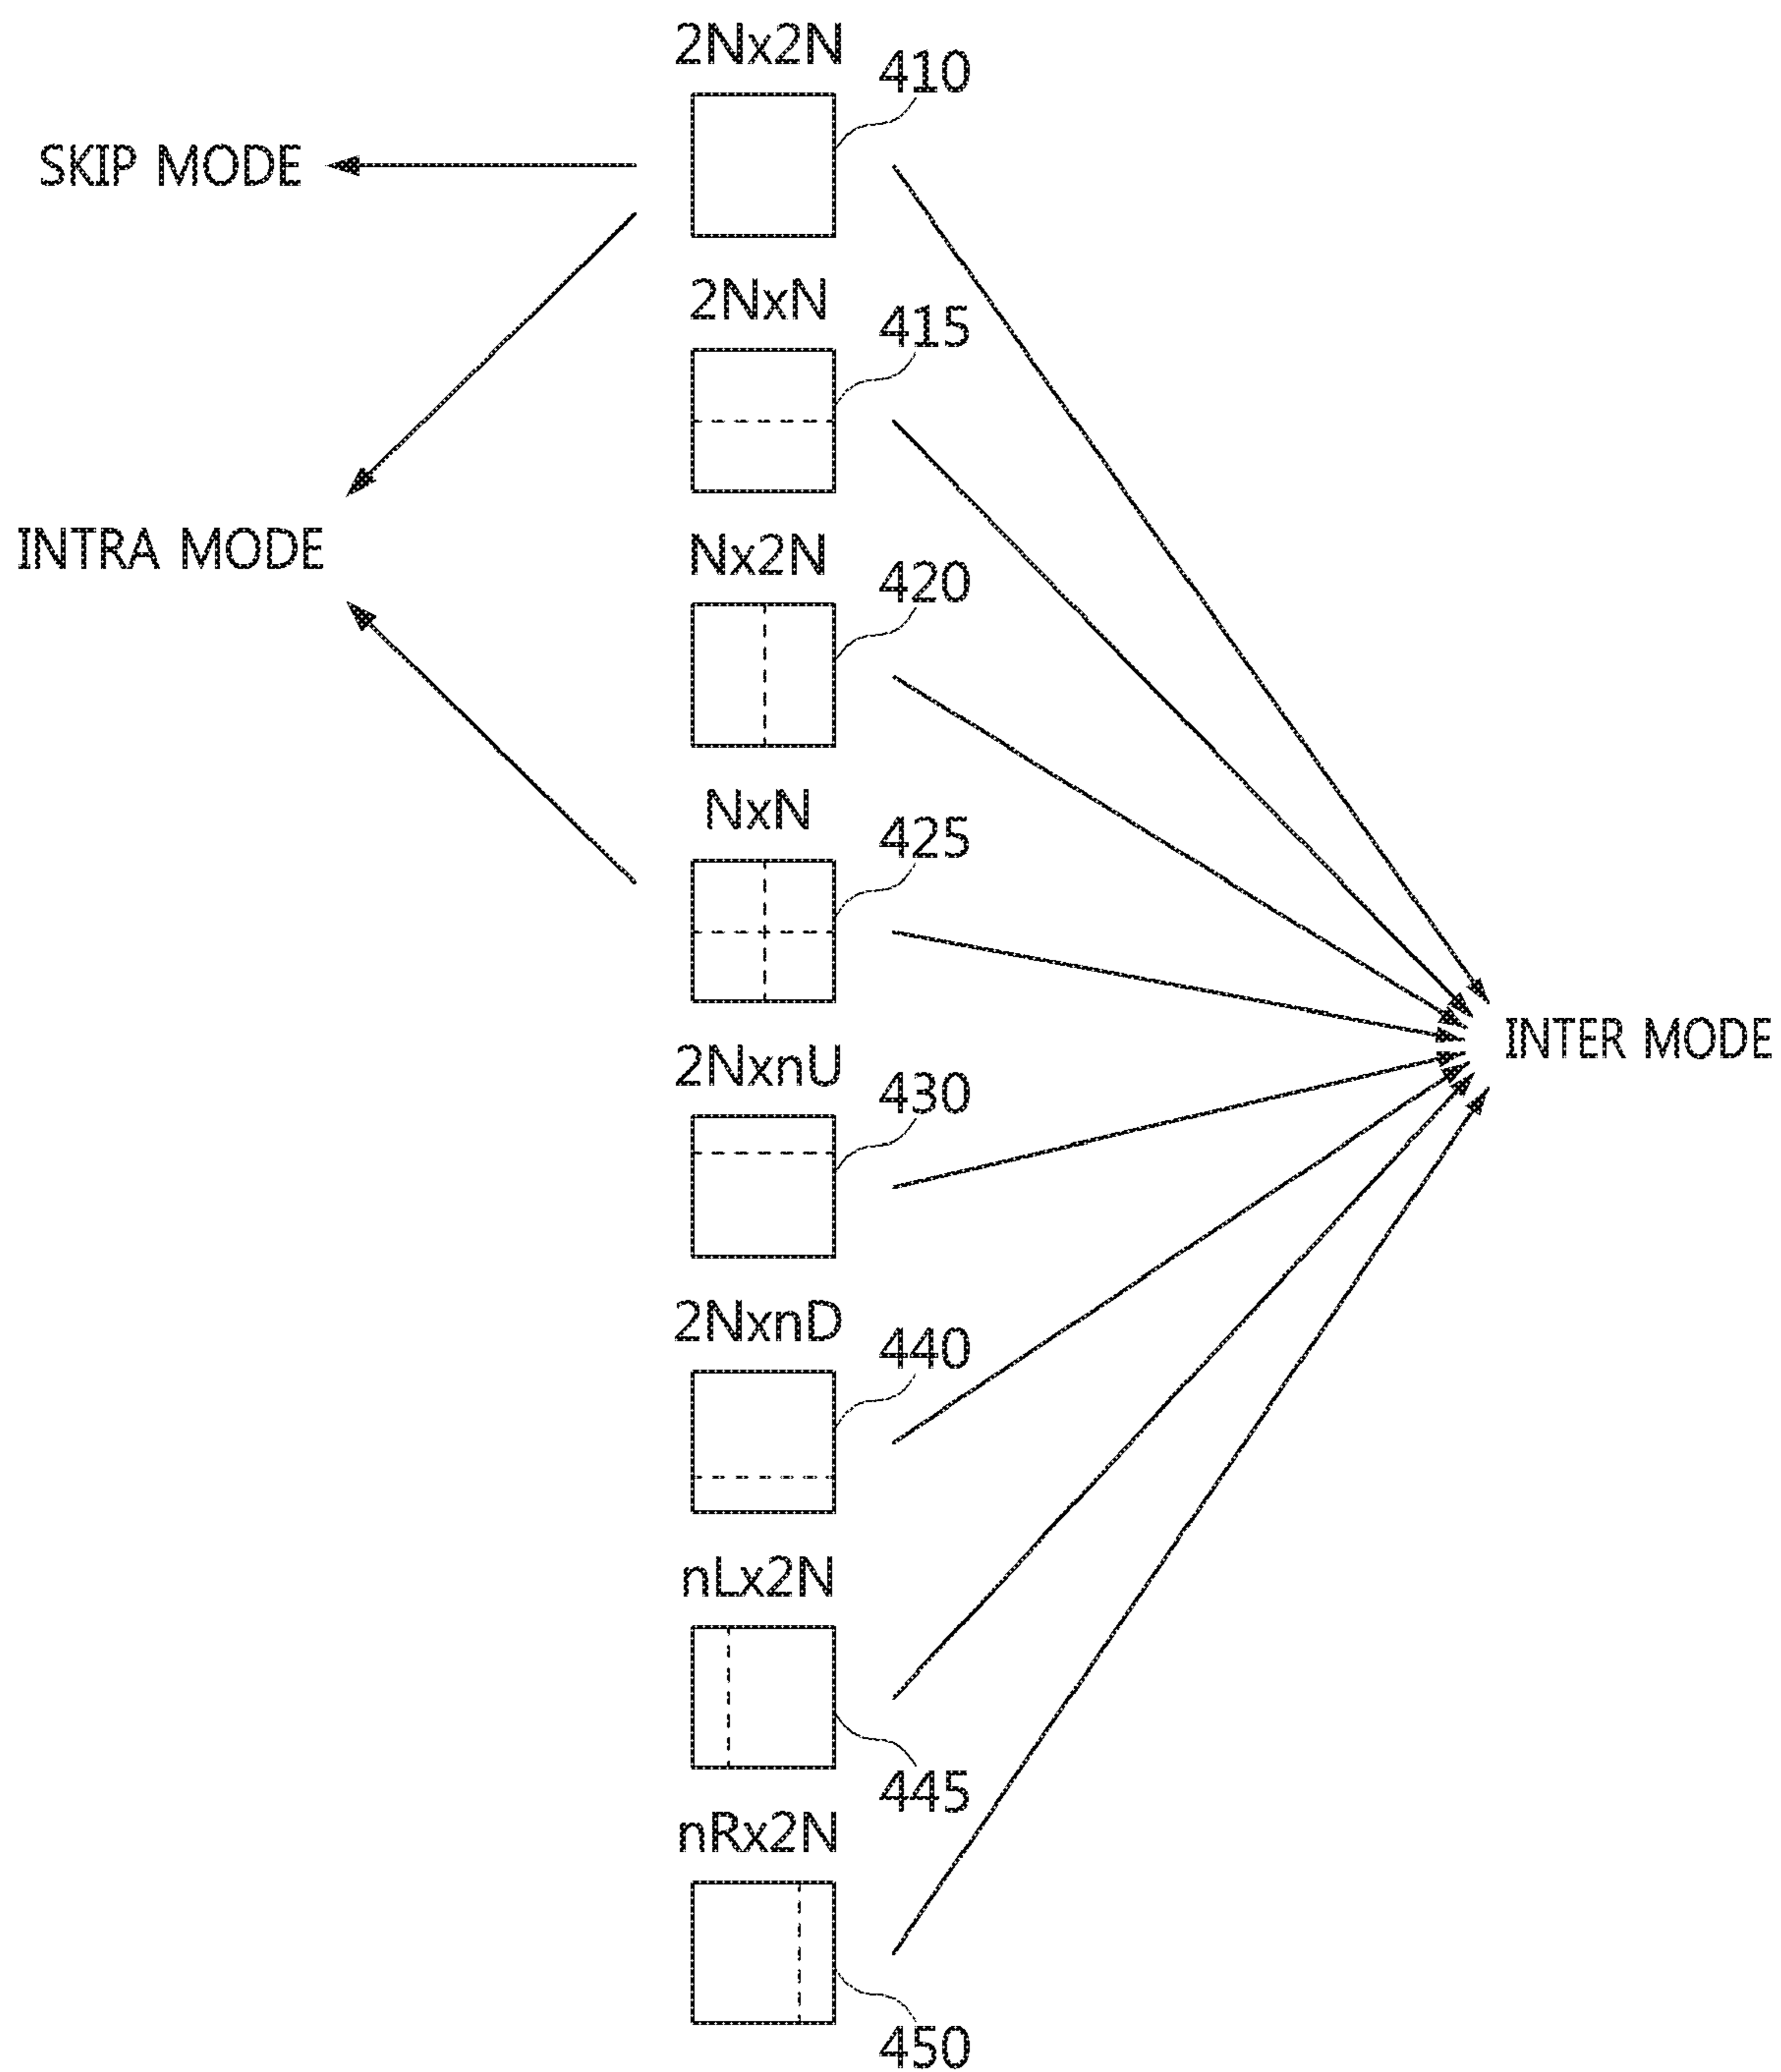 2Nx2N
410
SKIP MODE
2NxN
415
INTRA MODE
Nx2N
420
NxN
425
INTER MODE
2NxnU
430
2NxnD
440
nLx2N
445
nRx2N
450